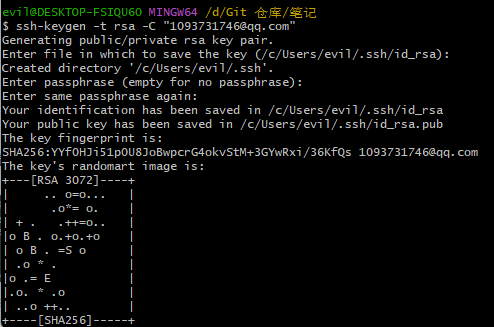 evil@DESKTOP-FSIQU6O MINGW64 /d/Git 仓库/笔记
$ ssh-keygen -t rsa -C "1093731746@qq.com"
Generating public/private rsa key pair.
Enter file in which to save the key (/c/Users/evil/.ssh/id_rsa):
Created directory '/c/Users/evil/.ssh'.
Enter passphrase (empty for no passphrase):
Enter same passphrase again:
Your identification has been saved in /c/Users/evil/.ssh/id_rsa
Your public key has been saved in /c/Users/evil/.ssh/id_rsa.pub
The key fingerprint is:
SHA256:YYfOHJi51pOU8JoBwpcrG4okvStM+3GYwRxi/36KfQs 1093731746@qq.com
The key's randomart image is:
+---[RSA 3072]----+
|     .. o=o...   |
|      .o*= o.    |
| + .   .++=o..   |
|o B . o.+o.+o    |
| o B . =S o      |
| .o * .          |
|o .= E           |
|.o. * .o         |
| ..o ++..        |
+----[SHA256]-----+